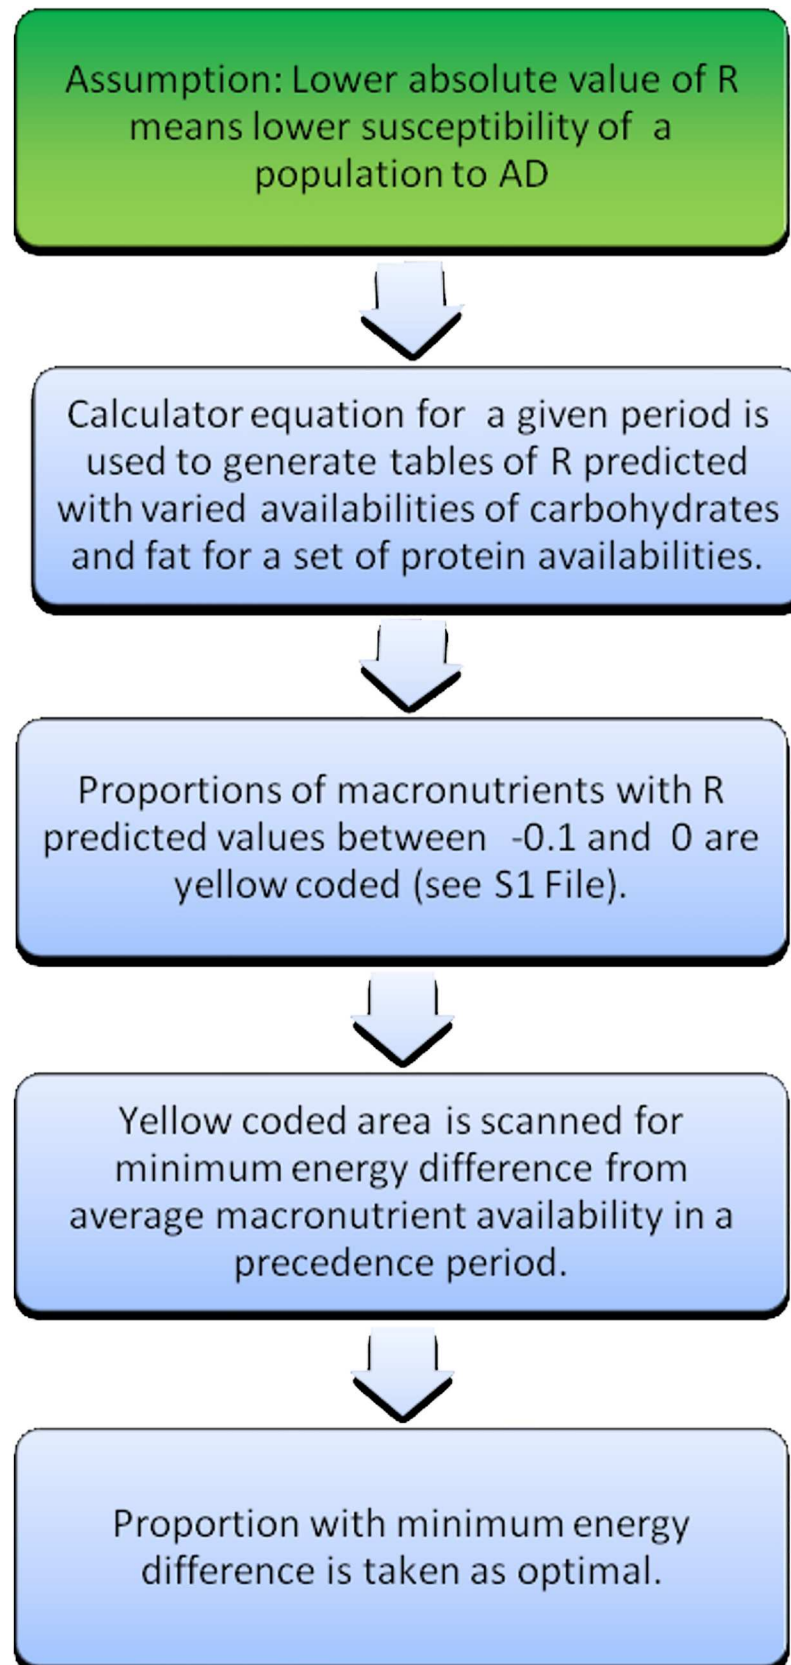 Assumption: Lower absolute value of R
means lower susceptibility of a
population to AD
Calculator equation for a given period is
used to generate tables of R predicted
with varied availabilities of carbohydrates
and fat for a set of protein availabilities.
Proportions of macronutrients with R
predicted values between -0.1 and 0 are
yellow coded (see S1 File).
Yellow coded area is scanned for
minimum energy difference from
average macronutrient availability in a
precedence period.
Proportion with minimum energy
difference is taken as optimal.